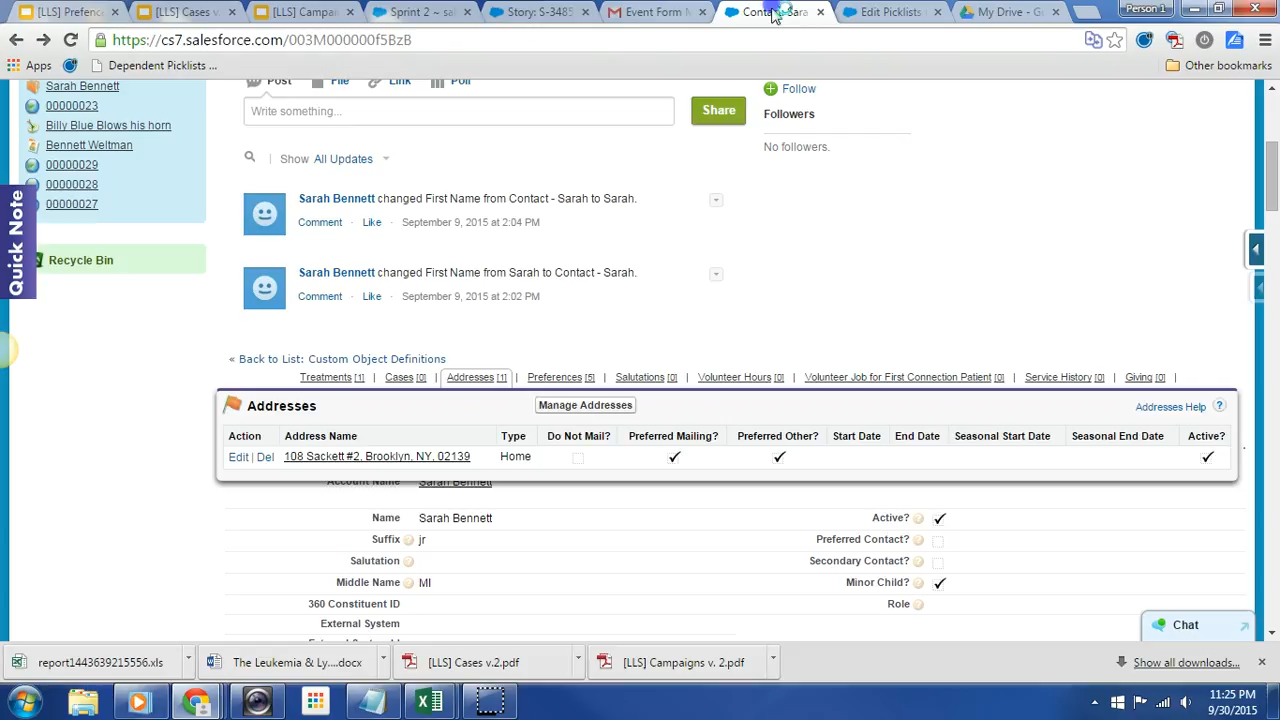 [LLS] Prefenc
[LLS] Cases v.
[LLS] Campai
Sprint 2 ~ sa
Story: S-3485
Event Form M
Contact: Sara
Edit Picklists
My Drive - G
Person 1
https://cs7.salesforce.com/003M000000f5BzB
Apps
Dependent Picklists ...
Other bookmarks
Sarah Bennett
00000023
Billy Blue Blows his horn
Bennett Weltman
00000029
00000028
00000027
Quick Note
Recycle Bin
Post
File
Link
Poll
Write something...
Share
Follow
Followers
No followers.
Show All Updates
Sarah Bennett changed First Name from Contact - Sarah to Sarah.
Comment · Like · September 9, 2015 at 2:04 PM
Sarah Bennett changed First Name from Sarah to Contact - Sarah.
Comment · Like · September 9, 2015 at 2:02 PM
« Back to List: Custom Object Definitions
Treatments [1] | Cases [0] | Addresses [1] | Preferences [5] | Salutations [0] | Volunteer Hours [0] | Volunteer Job for First Connection Patient [0] | Service History [0] | Giving [0] |
Addresses
Manage Addresses
Addresses Help ?
Action Address Name Type Do Not Mail? Preferred Mailing? Preferred Other? Start Date End Date Seasonal Start Date Seasonal End Date Active?
Edit | Del 108 Sackett #2, Brooklyn, NY, 02139 Home
Account Name Sarah Bennett
Name Sarah Bennett Active?
Suffix jr Preferred Contact?
Salutation Secondary Contact?
Middle Name MI Minor Child?
360 Constituent ID Role
External System
External System Id
Chat
report1443639215556.xls
The Leukemia & Ly....docx
[LLS] Cases v.2.pdf
[LLS] Campaigns v. 2.pdf
Show all downloads...
11:25 PM
9/30/2015